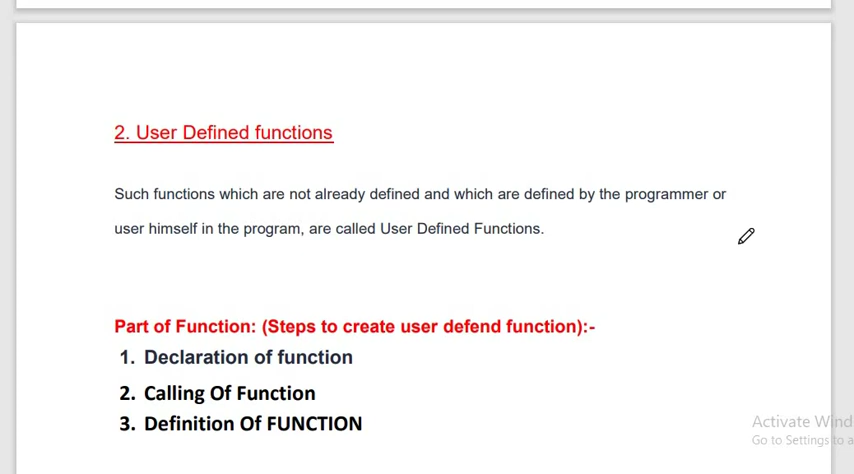 2. User Defined functions
Such functions which are not already defined and which are defined by the programmer or
user himself in the program, are called User Defined Functions.
Part of Function: (Steps to create user defend function):-
1. Declaration of function
2. Calling Of Function
3. Definition Of FUNCTION
Activate Wind
Go to Settings to a